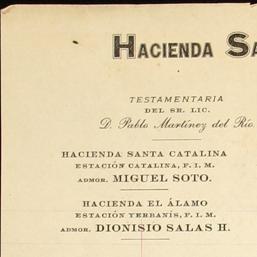 HACIENDA SA
TESTAMENTARIA
DEL SR. LIC.
D. Pablo Martínez del Río.
HACIENDA SANTA CATALINA
ESTACIÓN CATALINA, F. I. M.
ADMOR. MIGUEL SOTO.
HACIENDA EL ÁLAMO
ESTACIÓN YERBANÍS, F. I. M.
ADMOR. DIONISIO SALAS H.